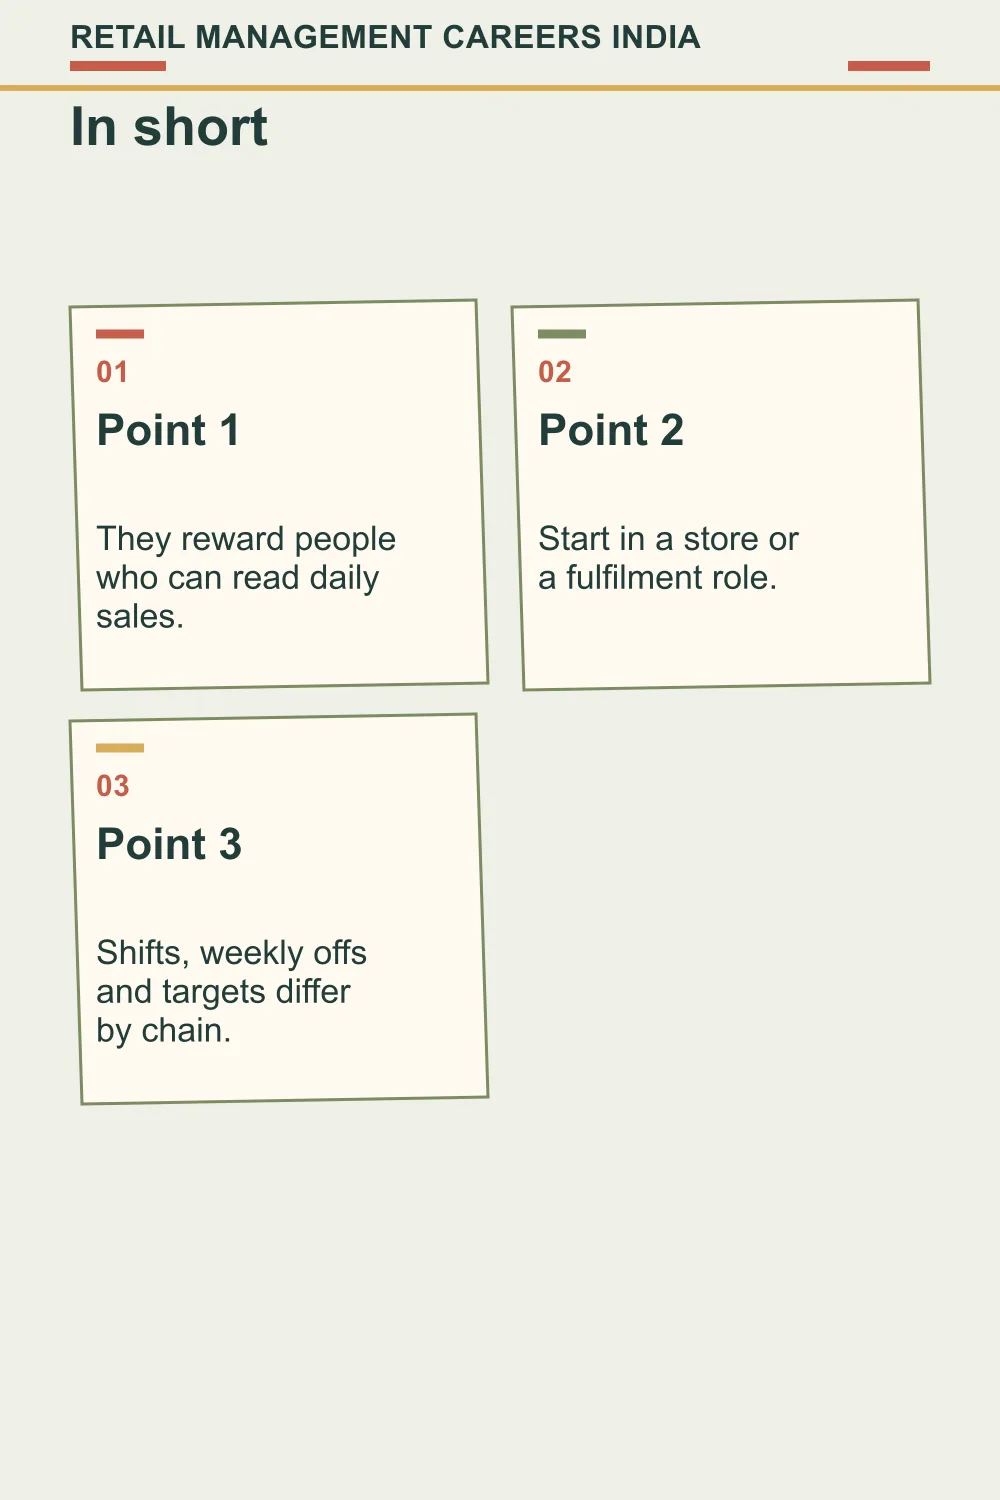 RETAIL MANAGEMENT CAREERS INDIA
In short
01
Point 1
They reward people
who can read daily
sales.
02
Point 2
Start in a store or
a fulfilment role.
03
Point 3
Shifts, weekly offs
and targets differ
by chain.